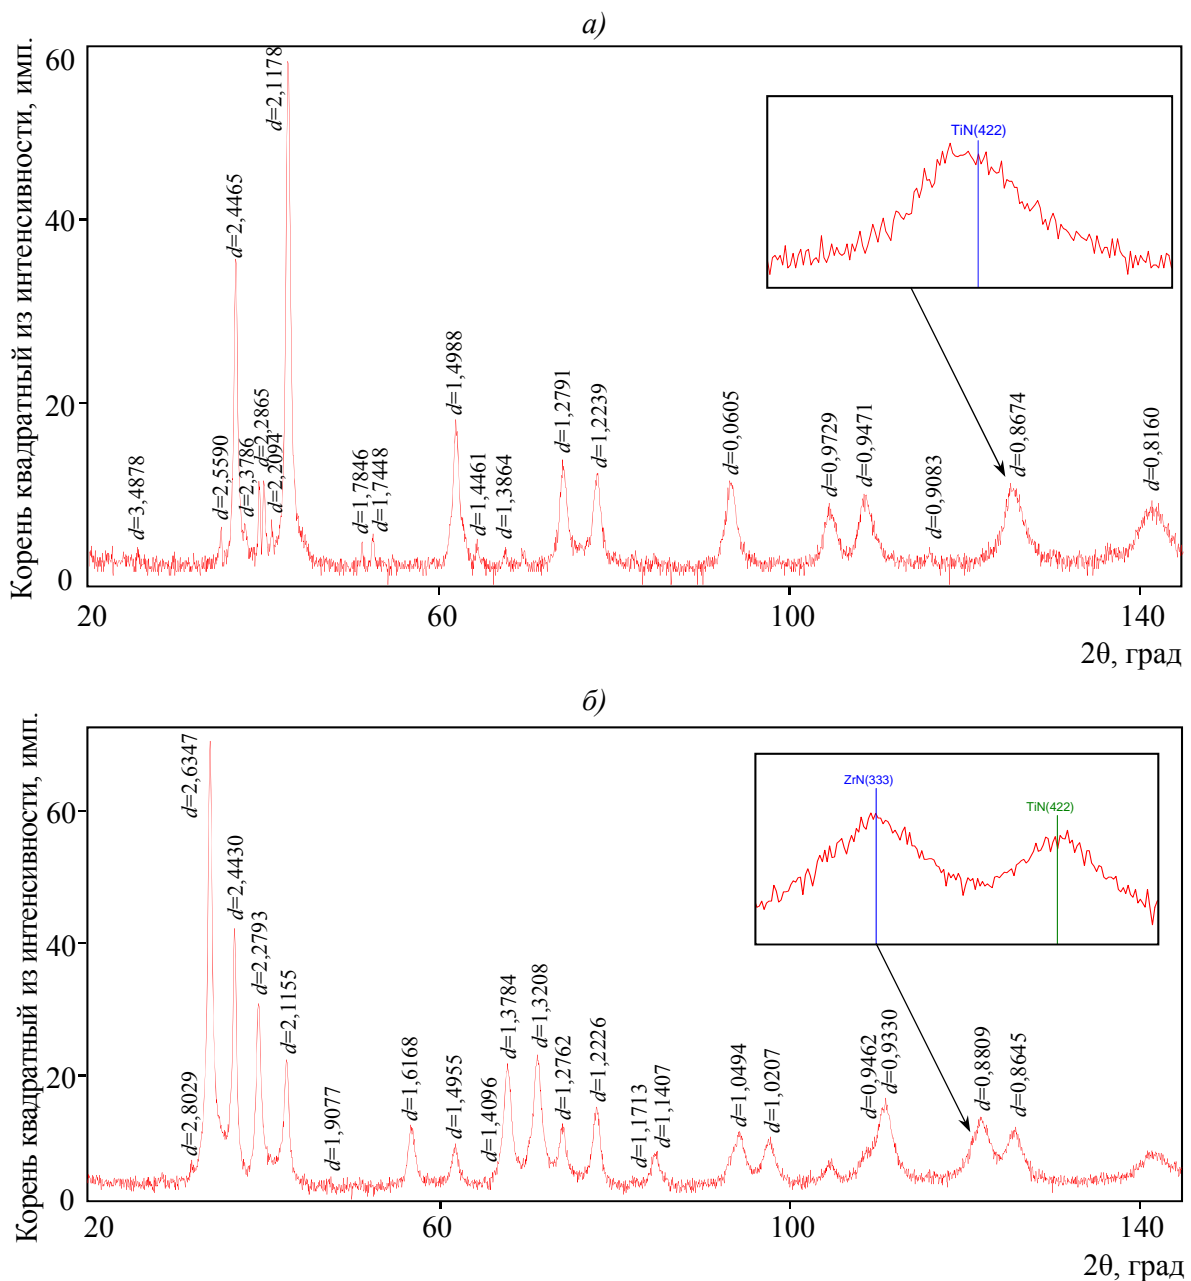 а)
Корень квадратный из интенсивности, имп.
60
40
20
0
d=3,4878
d=2,5590
d=2,4465
d=2,3786
d=2,2865
d=2,2094
d=2,1178
d=1,7846
d=1,7448
d=1,4988
d=1,4461
d=1,3864
d=1,2791
d=1,2239
d=0,0605
d=0,9729
d=0,9471
d=0,9083
d=0,8674
d=0,8160
TiN(422)
20
60
100
140
2θ, град
б)
Корень квадратный из интенсивности, имп.
60
40
20
0
d=2,8029
d=2,6347
d=2,4430
d=2,2793
d=2,1155
d=1,9077
d=1,6168
d=1,4955
d=1,4096
d=1,3784
d=1,3208
d=1,2762
d=1,2226
d=1,1713
d=1,1407
d=1,0494
d=1,0207
d=0,9462
d=0,9330
d=0,8809
d=0,8645
ZrN(333)
TiN(422)
20
60
100
140
2θ, град